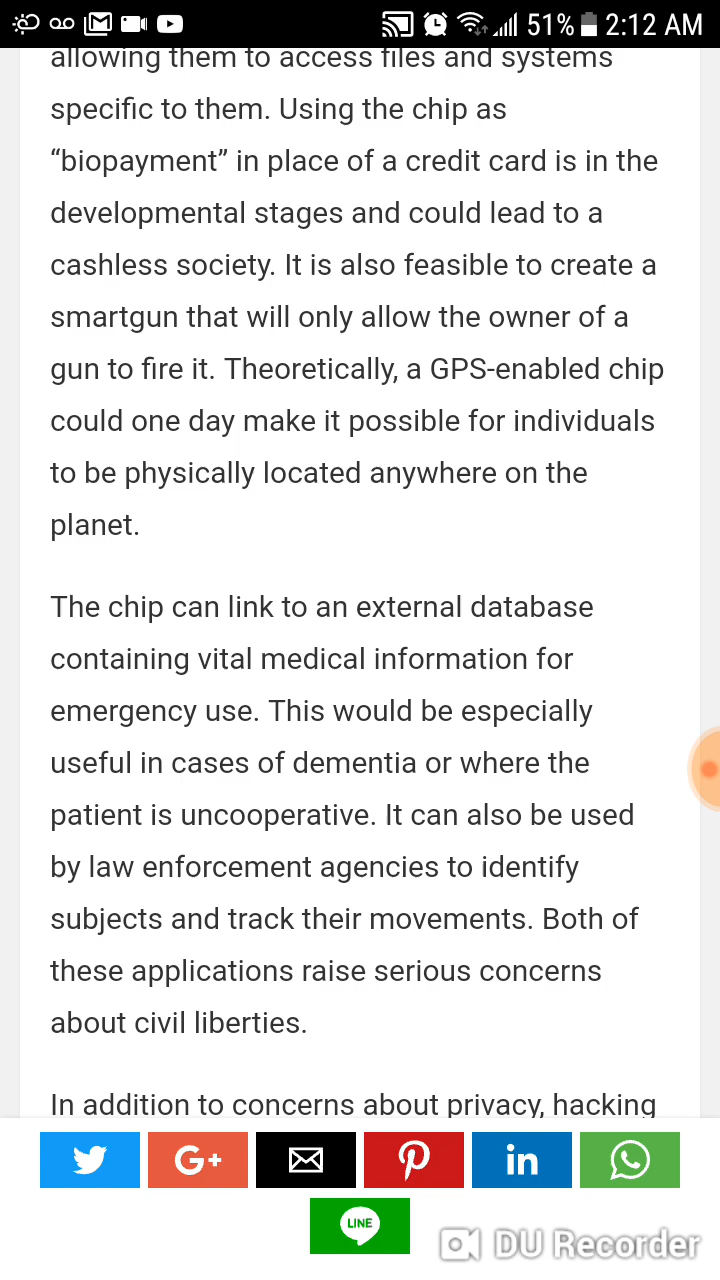 51% 2:12 AM
allowing them to access files and systems
specific to them. Using the chip as
“biopayment” in place of a credit card is in the
developmental stages and could lead to a
cashless society. It is also feasible to create a
smartgun that will only allow the owner of a
gun to fire it. Theoretically, a GPS-enabled chip
could one day make it possible for individuals
to be physically located anywhere on the
planet.
The chip can link to an external database
containing vital medical information for
emergency use. This would be especially
useful in cases of dementia or where the
patient is uncooperative. It can also be used
by law enforcement agencies to identify
subjects and track their movements. Both of
these applications raise serious concerns
about civil liberties.
In addition to concerns about privacy, hacking
G+ in
LINE
DU Recorder